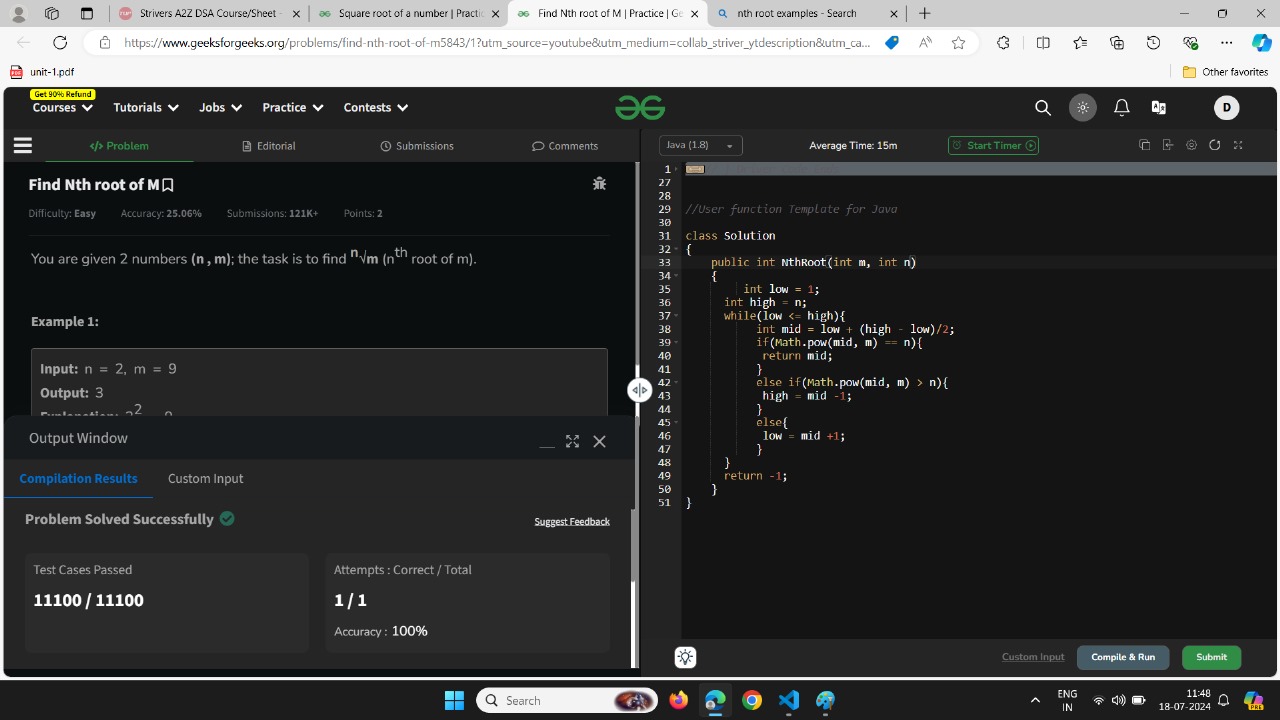 Strivers A2Z DSA Course/Sheet -
Square root of a number | Practic
Find Nth root of M | Practice | Ge
nth root examples - Search
https://www.geeksforgeeks.org/problems/find-nth-root-of-m5843/1?utm_source=youtube&utm_medium=collab_striver_ytdescription&utm_ca...
unit-1.pdf
Other favorites
Get 90% Refund
Courses
Tutorials
Jobs
Practice
Contests
D
</> Problem
Editorial
Submissions
Comments
Java (1.8)
Average Time: 15m
Start Timer
Find Nth root of M
Difficulty: Easy
Accuracy: 25.06%
Submissions: 121K+
Points: 2
You are given 2 numbers (n , m); the task is to find n√m (nth root of m).
Example 1:
Input: n = 2, m = 9
Output: 3
Output Window
Compilation Results
Custom Input
Problem Solved Successfully
Suggest Feedback
Test Cases Passed
11100 / 11100
Attempts : Correct / Total
1 / 1
Accuracy : 100%
1
27
28
29 //User function Template for Java
30
31 class Solution
32 {
33 public int NthRoot(int m, int n)
34 {
35 int low = 1;
36 int high = n;
37 while(low <= high){
38 int mid = low + (high - low)/2;
39 if(Math.pow(mid, m) == n){
40 return mid;
41 }
42 else if(Math.pow(mid, m) > n){
43 high = mid -1;
44 }
45 else{
46 low = mid +1;
47 }
48 }
49 return -1;
50 }
51 }
Custom Input
Compile & Run
Submit
Search
ENG
IN
11:48
18-07-2024
PRE